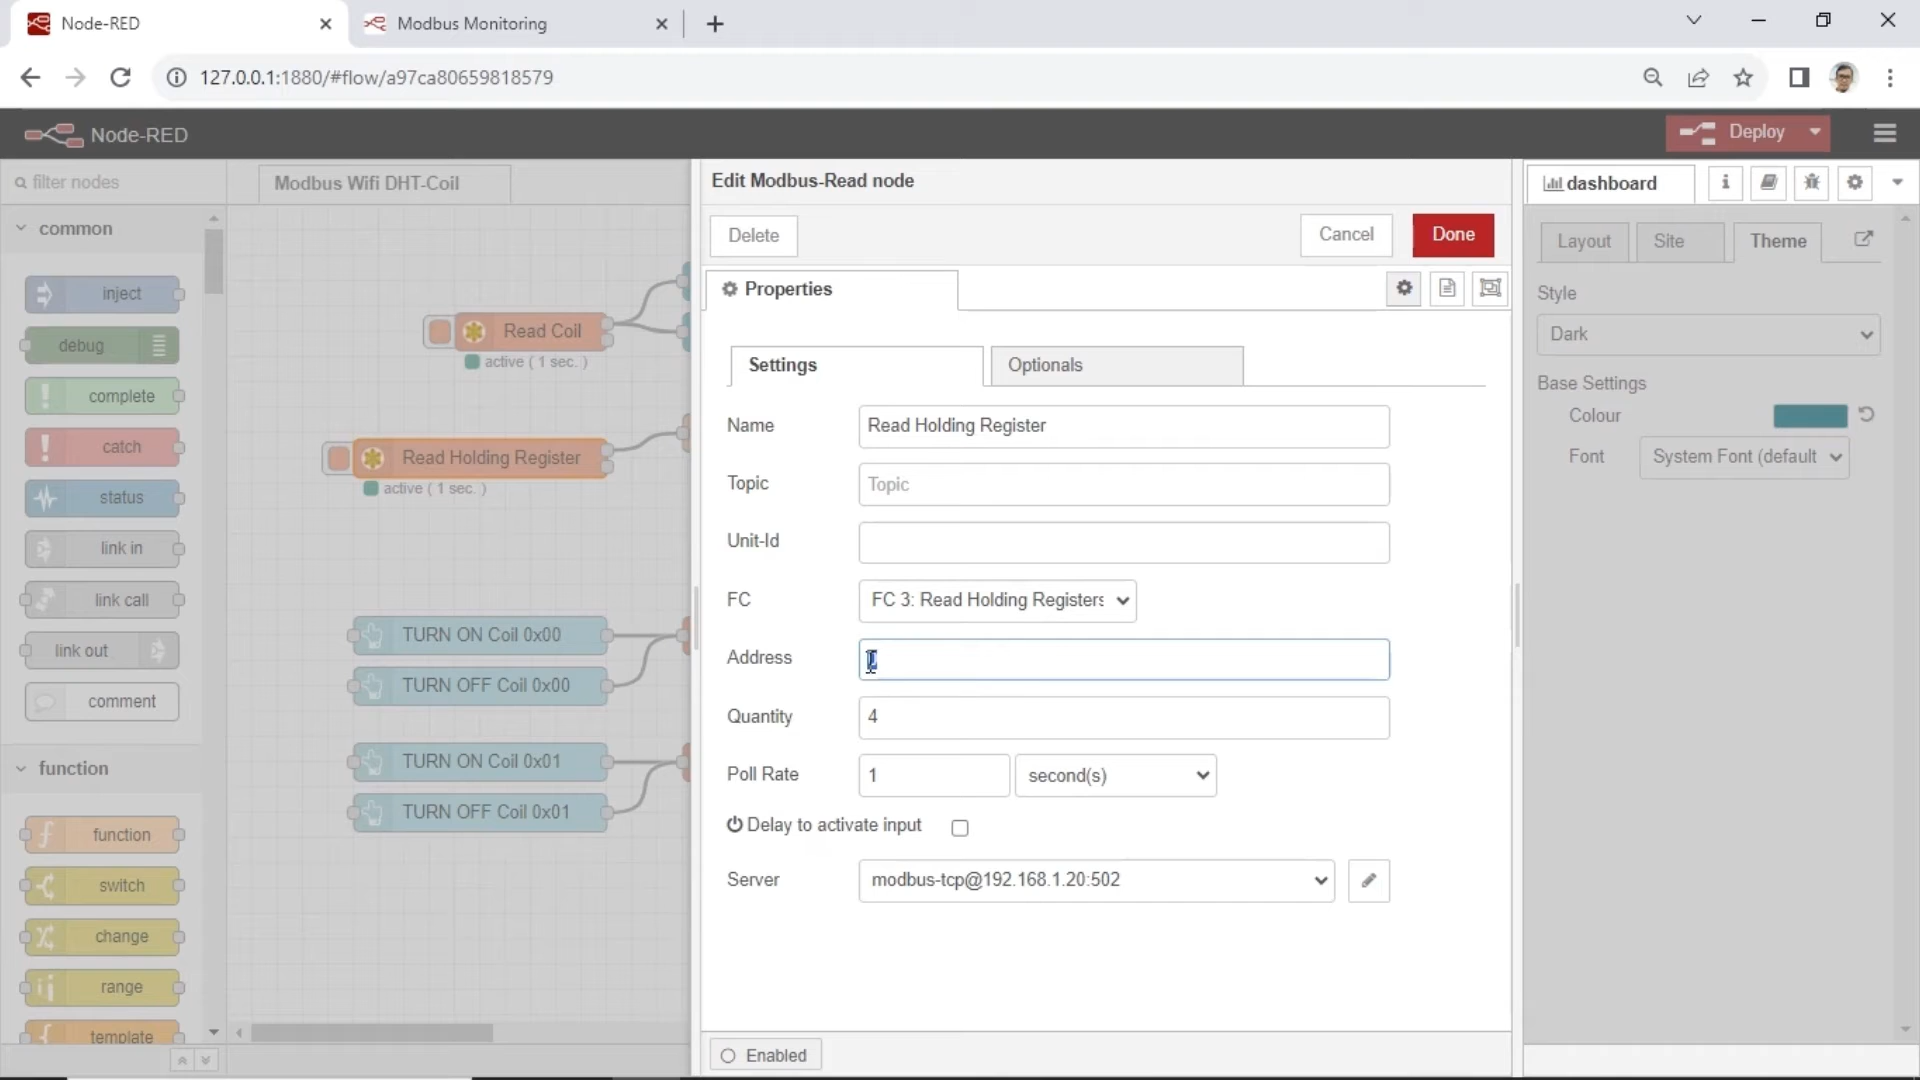 Node-RED
Modbus Monitoring
127.0.0.1:1880/#flow/a97ca80659818579
Node-RED
Deploy
filter nodes
Modbus Wifi DHT-Coil
Edit Modbus-Read node
dashboard
common
Delete
Cancel
Done
Layout
Site
Theme
inject
Properties
Style
Read Coil
Dark
debug
active ( 1 sec. )
Settings
Optionals
Base Settings
complete
Colour
Name
Read Holding Register
catch
Read Holding Register
Font
System Font (default
active ( 1 sec. )
Topic
Topic
status
Unit-Id
link in
FC
FC 3: Read Holding Registers
link call
TURN ON Coil 0x00
Address
link out
TURN OFF Coil 0x00
Quantity
4
comment
TURN ON Coil 0x01
Poll Rate
1
second(s)
function
TURN OFF Coil 0x01
Delay to activate input
function
Server
modbus-tcp@192.168.1.20:502
switch
change
range
template
Enabled